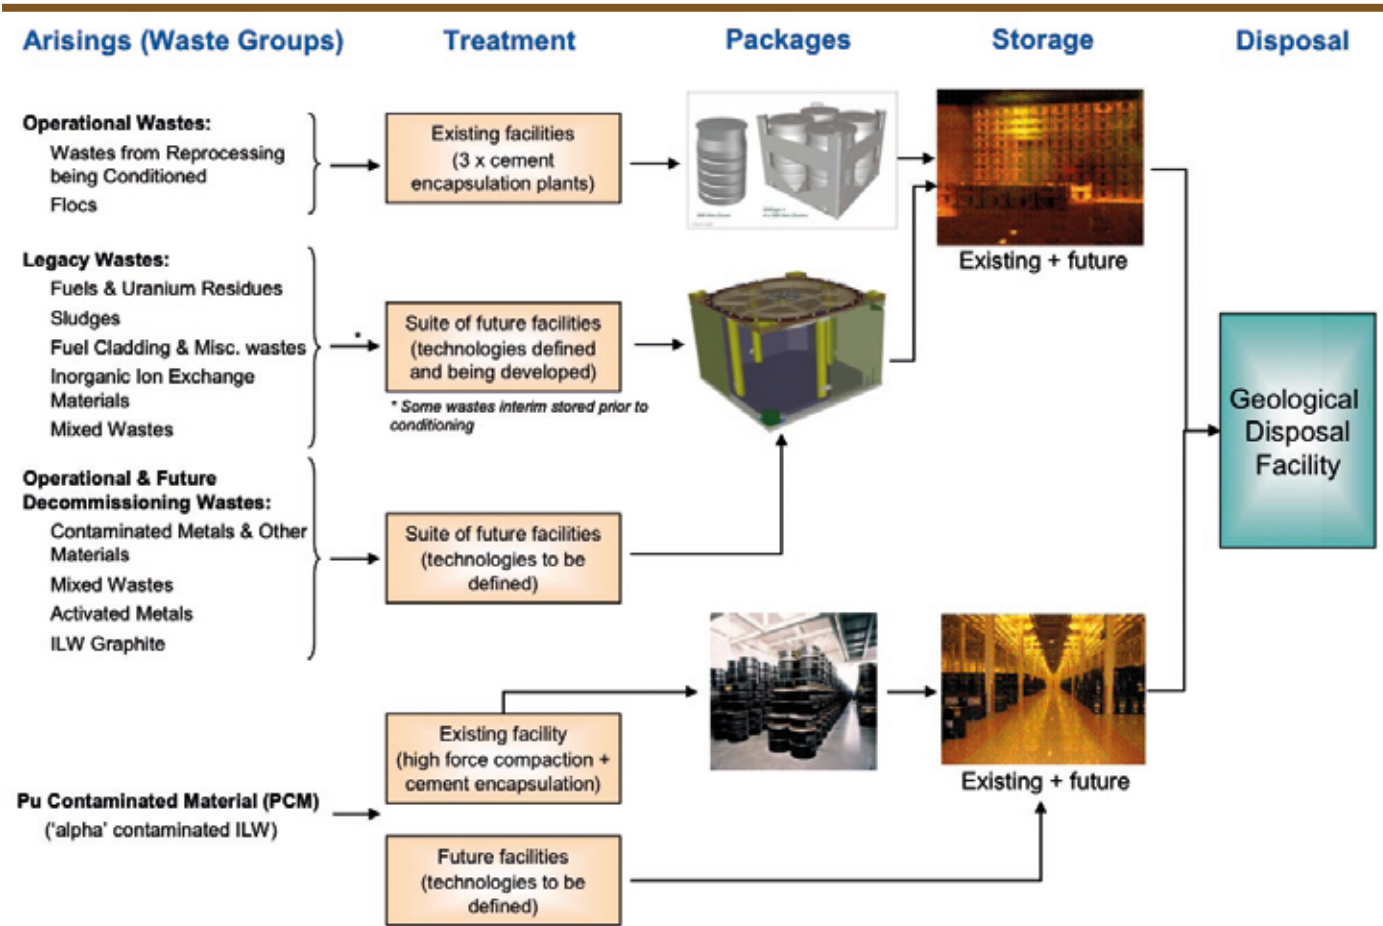 Arisings (Waste Groups)
Treatment
Packages
Storage
Disposal
Operational Wastes:
Wastes from Reprocessing
being Conditioned
Flocs
Existing facilities
(3 x cement
encapsulation plants)
Existing + future
Legacy Wastes:
Fuels & Uranium Residues
Sludges
Fuel Cladding & Misc. wastes
Inorganic Ion Exchange
Materials
Mixed Wastes
*
Suite of future facilities
(technologies defined
and being developed)
* Some wastes interim stored prior to
conditioning
Operational & Future
Decommissioning Wastes:
Contaminated Metals & Other
Materials
Mixed Wastes
Activated Metals
ILW Graphite
Suite of future facilities
(technologies to be
defined)
Geological
Disposal
Facility
Pu Contaminated Material (PCM)
(‘alpha’ contaminated ILW)
Existing facility
(high force compaction +
cement encapsulation)
Existing + future
Future facilities
(technologies to be
defined)